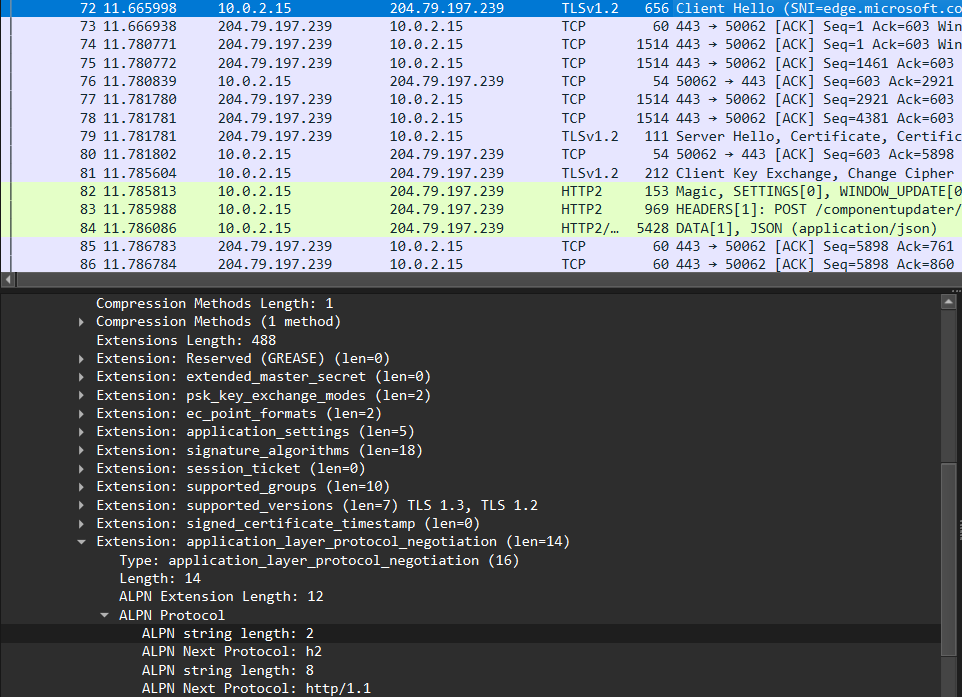 72 11.665998 10.0.2.15 204.79.197.239 TLSv1.2 656 Client Hello (SNI=edge.microsoft.co
73 11.666938 204.79.197.239 10.0.2.15 TCP 60 443 → 50062 [ACK] Seq=1 Ack=603 Win
74 11.780771 204.79.197.239 10.0.2.15 TCP 1514 443 → 50062 [ACK] Seq=1 Ack=603 Win
75 11.780772 204.79.197.239 10.0.2.15 TCP 1514 443 → 50062 [ACK] Seq=1461 Ack=603
76 11.780839 10.0.2.15 204.79.197.239 TCP 54 50062 → 443 [ACK] Seq=603 Ack=2921
77 11.781780 204.79.197.239 10.0.2.15 TCP 1514 443 → 50062 [ACK] Seq=2921 Ack=603
78 11.781781 204.79.197.239 10.0.2.15 TCP 1514 443 → 50062 [ACK] Seq=4381 Ack=603
79 11.781781 204.79.197.239 10.0.2.15 TLSv1.2 111 Server Hello, Certificate, Certific
80 11.781802 10.0.2.15 204.79.197.239 TCP 54 50062 → 443 [ACK] Seq=603 Ack=5898
81 11.785604 10.0.2.15 204.79.197.239 TLSv1.2 212 Client Key Exchange, Change Cipher
82 11.785813 10.0.2.15 204.79.197.239 HTTP2 153 Magic, SETTINGS[0], WINDOW_UPDATE[0
83 11.785988 10.0.2.15 204.79.197.239 HTTP2 969 HEADERS[1]: POST /componentupdater/
84 11.786086 10.0.2.15 204.79.197.239 HTTP2/… 5428 DATA[1], JSON (application/json)
85 11.786783 204.79.197.239 10.0.2.15 TCP 60 443 → 50062 [ACK] Seq=5898 Ack=761
86 11.786784 204.79.197.239 10.0.2.15 TCP 60 443 → 50062 [ACK] Seq=5898 Ack=860
Compression Methods Length: 1
Compression Methods (1 method)
Extensions Length: 488
Extension: Reserved (GREASE) (len=0)
Extension: extended_master_secret (len=0)
Extension: psk_key_exchange_modes (len=2)
Extension: ec_point_formats (len=2)
Extension: application_settings (len=5)
Extension: signature_algorithms (len=18)
Extension: session_ticket (len=0)
Extension: supported_groups (len=10)
Extension: supported_versions (len=7) TLS 1.3, TLS 1.2
Extension: signed_certificate_timestamp (len=0)
Extension: application_layer_protocol_negotiation (len=14)
Type: application_layer_protocol_negotiation (16)
Length: 14
ALPN Extension Length: 12
ALPN Protocol
ALPN string length: 2
ALPN Next Protocol: h2
ALPN string length: 8
ALPN Next Protocol: http/1.1